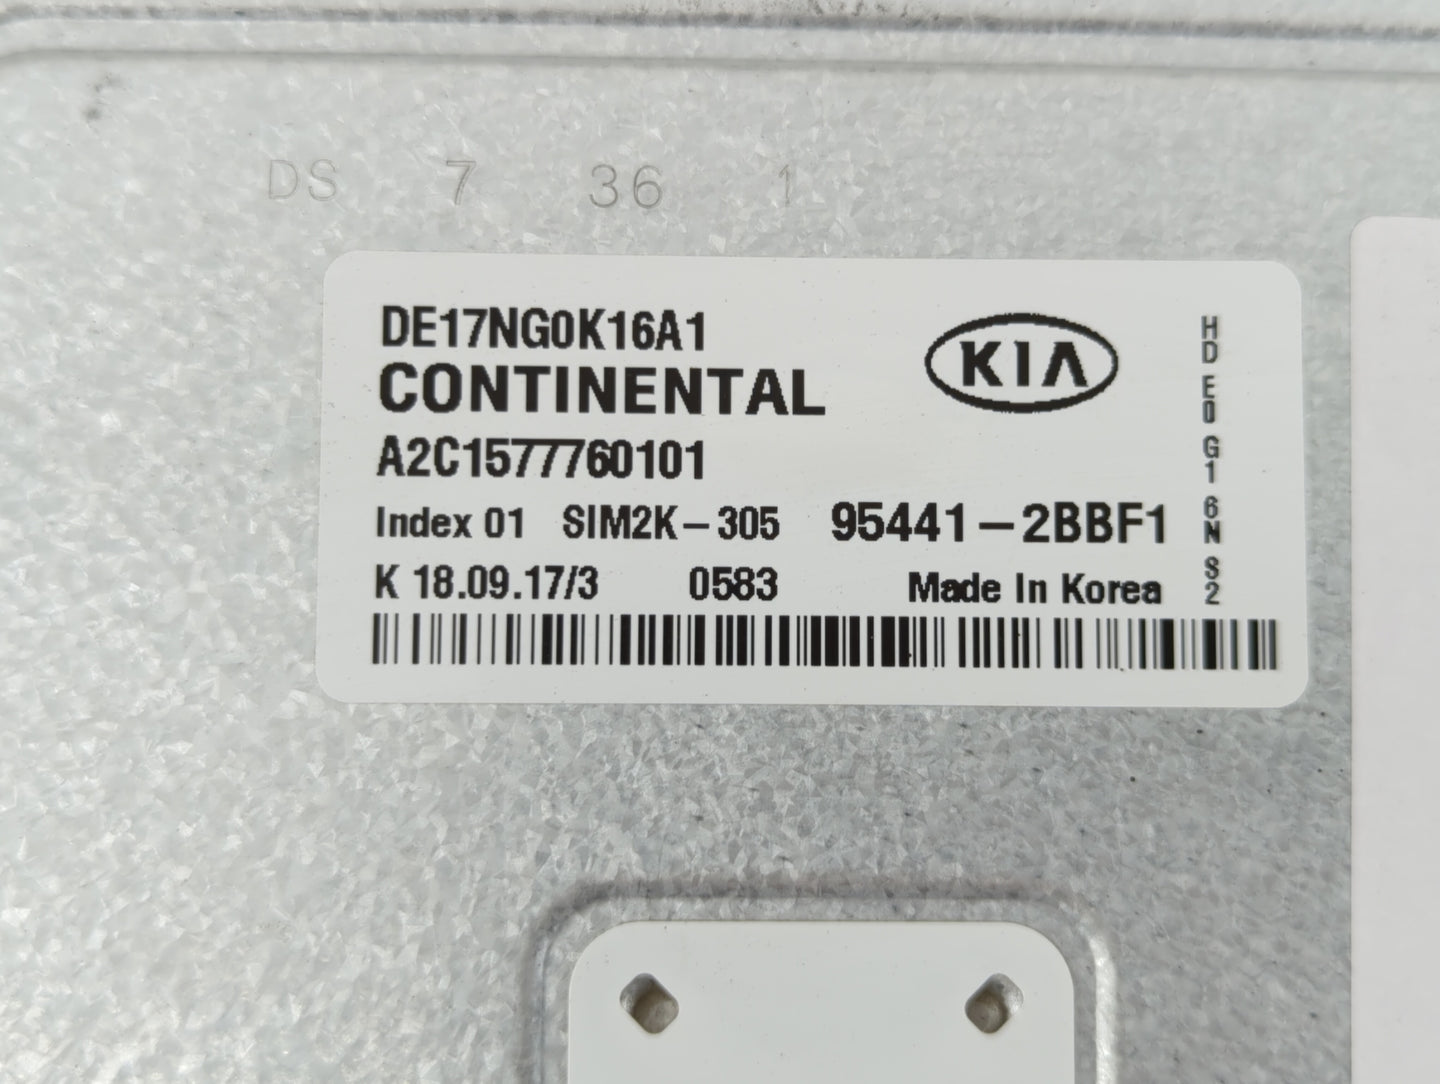 DS 7 36 1
DE17NG0K16A1
CONTINENTAL
KIA
A2C1577760101
Index 01 SIM2K-305 95441-2BBF1
K 18.09.17/3 0583 Made In Korea
HD E0 G1 6N S2